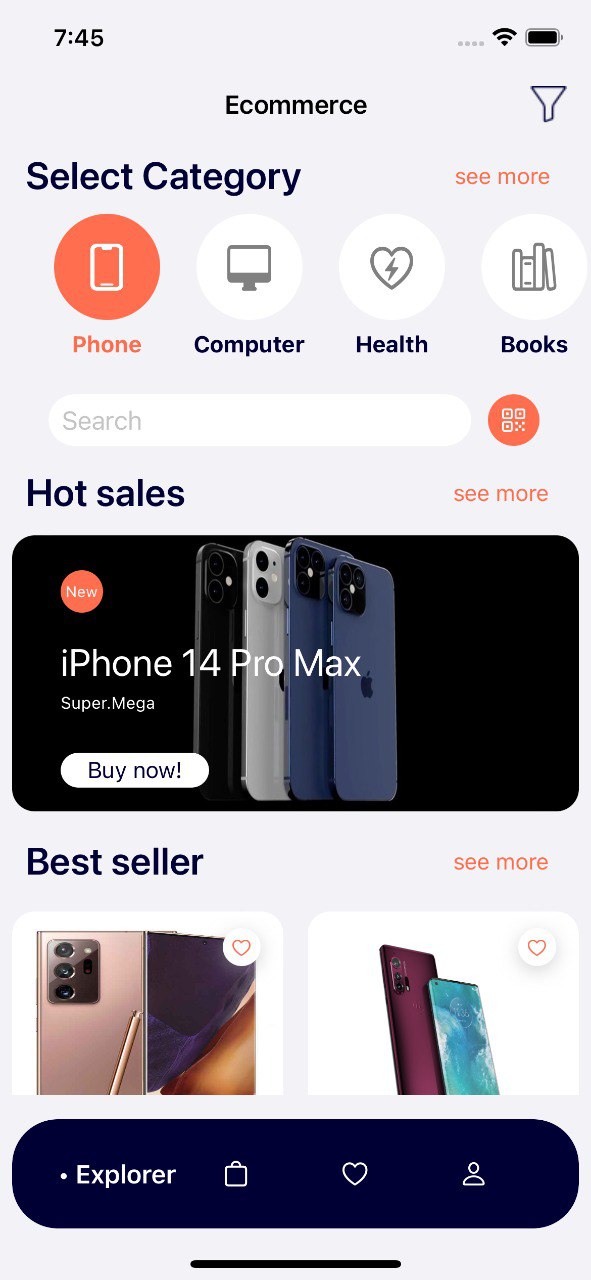 7:45
Ecommerce
Select Category
see more
Phone
Computer
Health
Books
Search
Hot sales
see more
New
iPhone 14 Pro Max
Super.Mega
Buy now!
Best seller
see more
• Explorer